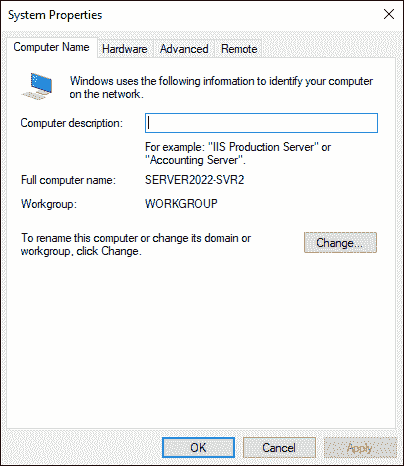 System Properties
Computer Name Hardware Advanced Remote
Windows uses the following information to identify your computer
on the network.
Computer description:
For example: "IIS Production Server" or
"Accounting Server".
Full computer name: SERVER2022-SVR2
Workgroup: WORKGROUP
To rename this computer or change its domain or
workgroup, click Change.
Change...
OK Cancel Apply